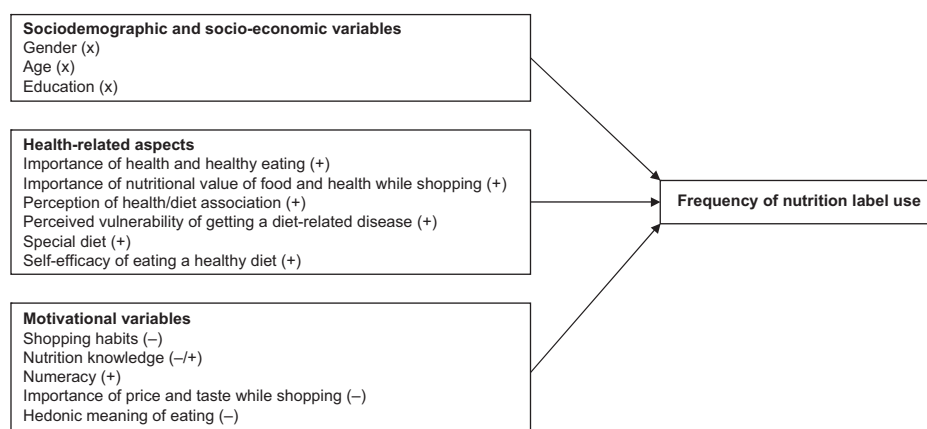 Sociodemographic and socio-economic variables
Gender (x)
Age (x)
Education (x)
Health-related aspects
Importance of health and healthy eating (+)
Importance of nutritional value of food and health while shopping (+)
Perception of health/diet association (+)
Perceived vulnerability of getting a diet-related disease (+)
Special diet (+)
Self-efficacy of eating a healthy diet (+)
Frequency of nutrition label use
Motivational variables
Shopping habits (–)
Nutrition knowledge (–/+)
Numeracy (+)
Importance of price and taste while shopping (–)
Hedonic meaning of eating (–)